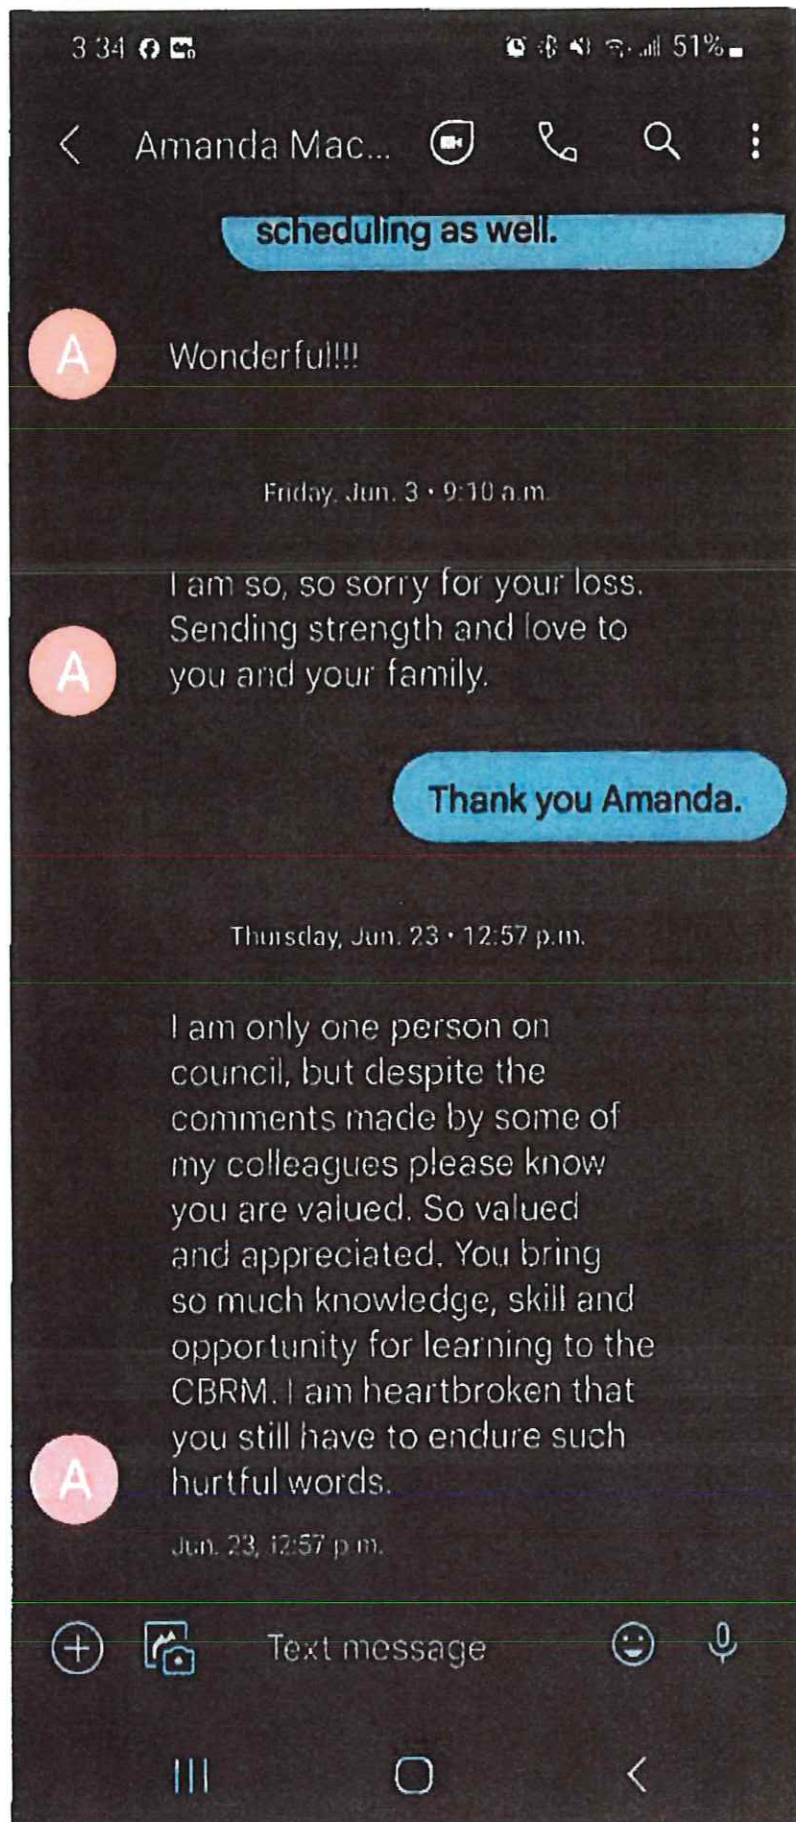 3:34
51%
Amanda Mac...
scheduling as well.
A
Wonderful!!!
Friday, Jun. 3 • 9:10 a.m.
I am so, so sorry for your loss.
Sending strength and love to
A
you and your family.
Thank you Amanda.
Thursday, Jun. 23 • 12:57 p.m.
I am only one person on
council, but despite the
comments made by some of
my colleagues please know
you are valued. So valued
and appreciated. You bring
so much knowledge, skill and
opportunity for learning to the
CBRM. I am heartbroken that
you still have to endure such
A
hurtful words.
Jun. 23, 12:57 p.m.
Text message